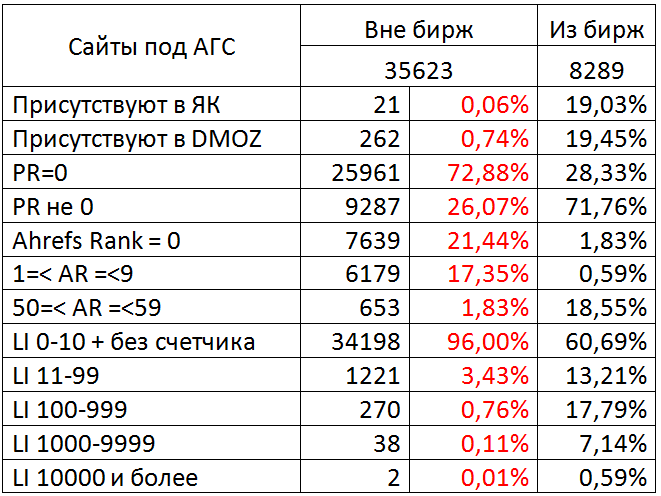 Сайты под АГС Вне бирж Из бирж
35623 8289
Присутствуют в ЯК 21 0,06% 19,03%
Присутствуют в DMOZ 262 0,74% 19,45%
PR=0 25961 72,88% 28,33%
PR не 0 9287 26,07% 71,76%
Ahrefs Rank = 0 7639 21,44% 1,83%
1=< AR =<9 6179 17,35% 0,59%
50=< AR =<59 653 1,83% 18,55%
LI 0-10 + без счетчика 34198 96,00% 60,69%
LI 11-99 1221 3,43% 13,21%
LI 100-999 270 0,76% 17,79%
LI 1000-9999 38 0,11% 7,14%
LI 10000 и более 2 0,01% 0,59%